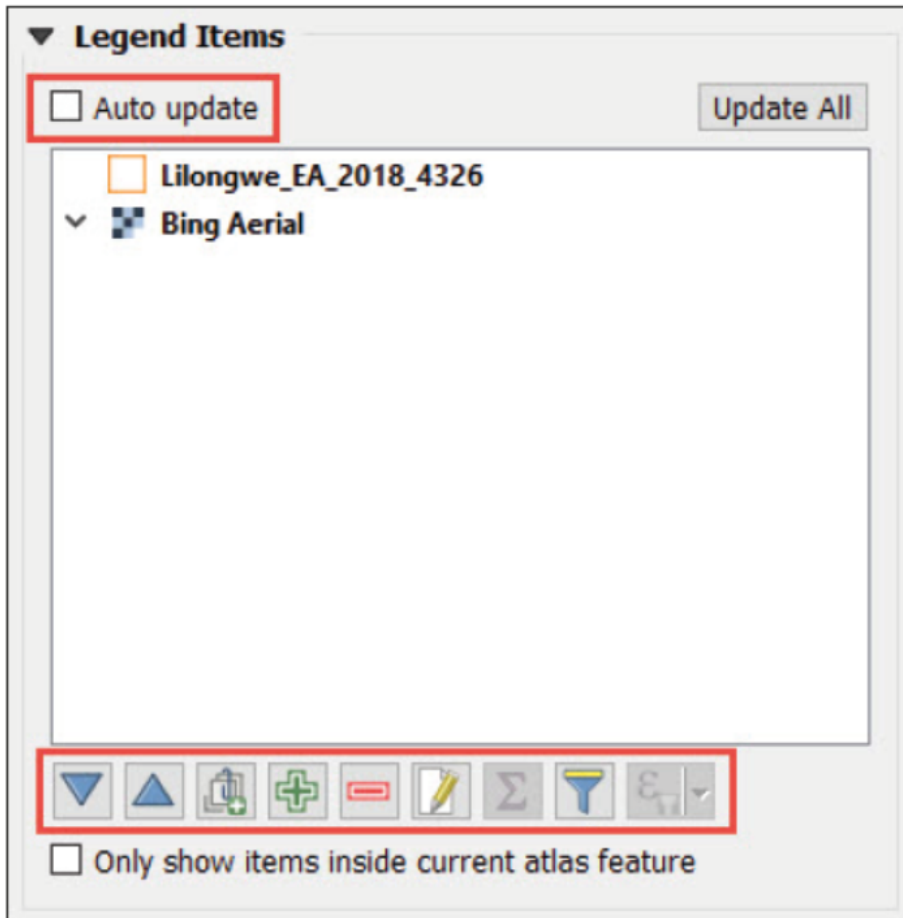 Legend Items
Auto update
Update All
Lilongwe_EA_2018_4326
Bing Aerial
Σ
ε
Only show items inside current atlas feature